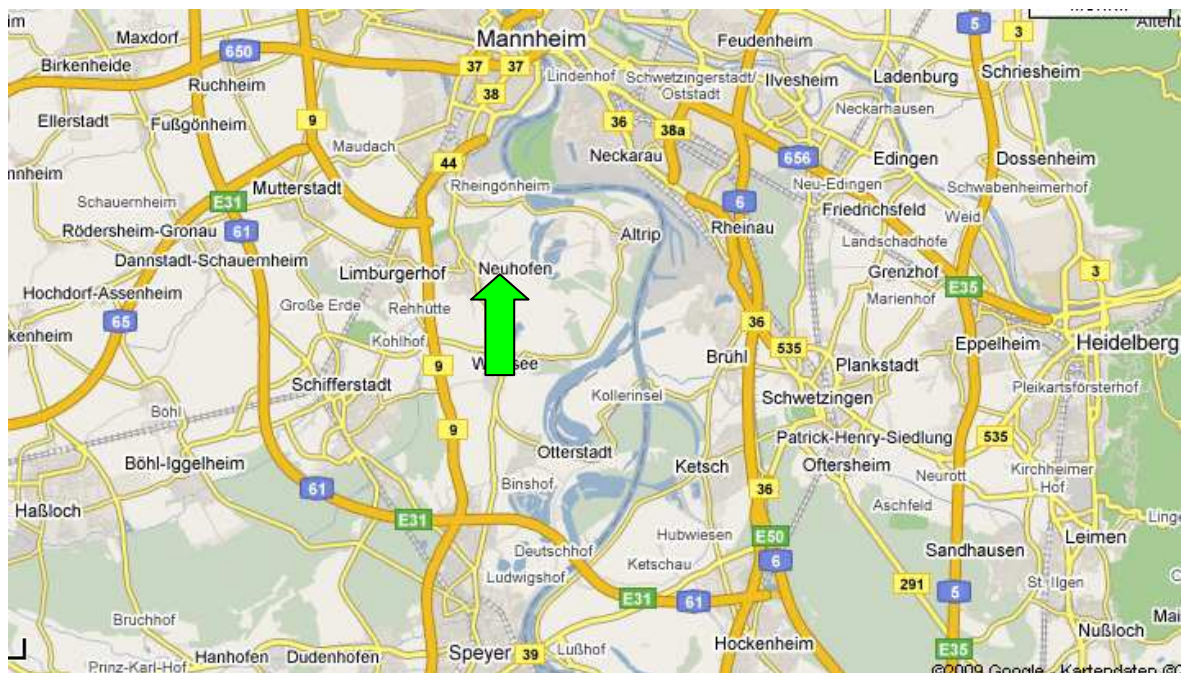 Mannheim
Maxdorf
650
Birkenheide
Ruchheim
37
37
38
Lindenhof
Schwetzingerstadt/
Oststadt
Feudenheim
Ilvesheim
5
3
Ladenburg
Schriesheim
Neckarhausen
Ellerstadt
Fußgönheim
9
Maudach
44
36
38a
Neckarau
656
Edingen
Dossenheim
Mutterstadt
Rheingönheim
Neu-Edingen
Schwabenheimerhof
Schauernheim
E31
6
Friedrichsfeld
Weid
Rödersheim-Gronau
61
Altrip
Rheinau
Landschadhöfe
Dannstadt-Schauernheim
Limburgerhof
Neuhofen
Grenzhof
3
Hochdorf-Assenheim
Große Erde
Rehhütte
Marienhof
E35
65
Kohlhof
36
535
Eppelheim
Heidelberg
9
Brühl
Plankstadt
Schifferstadt
Kollerinsel
Schwetzingen
Pleikartsförsterhof
Böhl
9
Otterstadt
Patrick-Henry-Siedlung
535
Böhl-Iggelheim
Ketsch
Oftersheim
Neurott
Kirchheimer
Hof
61
Binshof
36
Haßloch
Aschfeld
E31
Hubwiesen
E50
Leimen
Deutschhof
Ketschau
6
Sandhausen
Ludwigshof
291
St. Ilgen
E31
61
5
Bruchhof
Nußloch
Hockenheim
Speyer
39
Lußhof
E35
Prinz-Karl-Hof
Hanhofen
Dudenhofen
©2009 Google - Kartendaten